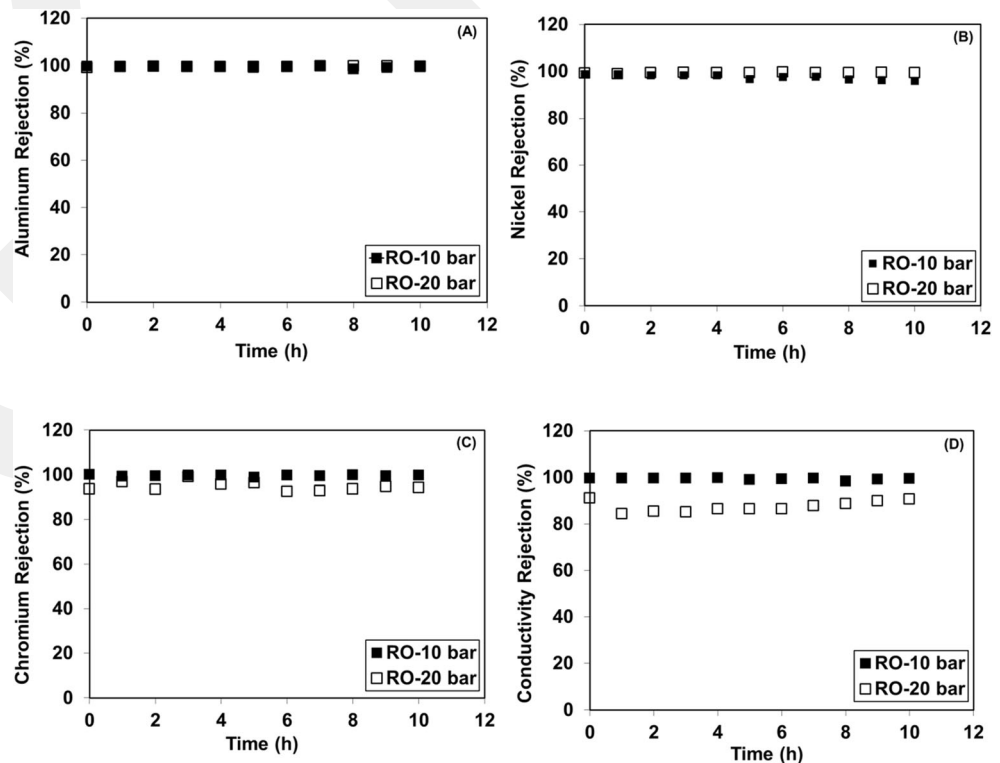 120
100
80
60
40
20
0
Aluminum Rejection (%)
(A)
RO-10 bar
RO-20 bar
0 2 4 6 8 10 12
Time (h)
120
100
80
60
40
20
0
Nickel Rejection (%)
(B)
RO-10 bar
RO-20 bar
0 2 4 6 8 10 12
Time (h)
120
100
80
60
40
20
0
Chromium Rejection (%)
(C)
RO-10 bar
RO-20 bar
0 2 4 6 8 10 12
Time (h)
120
100
80
60
40
20
0
Conductivity Rejection (%)
(D)
RO-10 bar
RO-20 bar
0 2 4 6 8 10 12
Time (h)